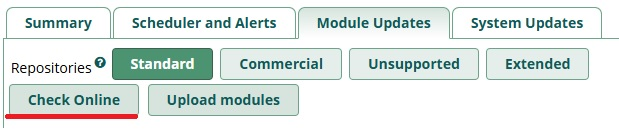 Summary Scheduler and Alerts Module Updates System Updates
Repositories ? Standard Commercial Unsupported Extended
Check Online Upload modules